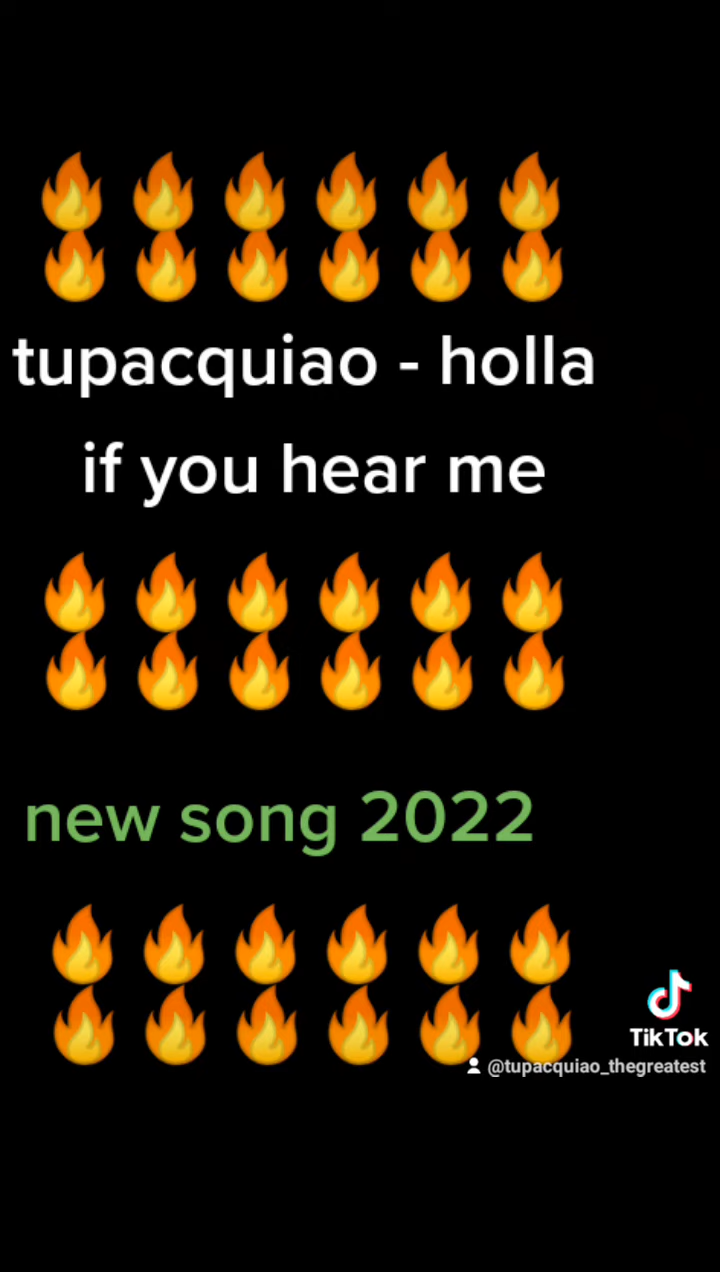 🔥🔥🔥🔥🔥🔥
🔥🔥🔥🔥🔥🔥
tupacquiao - holla
if you hear me
🔥🔥🔥🔥🔥🔥
🔥🔥🔥🔥🔥🔥
new song 2022
🔥🔥🔥🔥🔥🔥
🔥🔥🔥🔥🔥🔥
TikTok
@tupacquiao_thegreatest